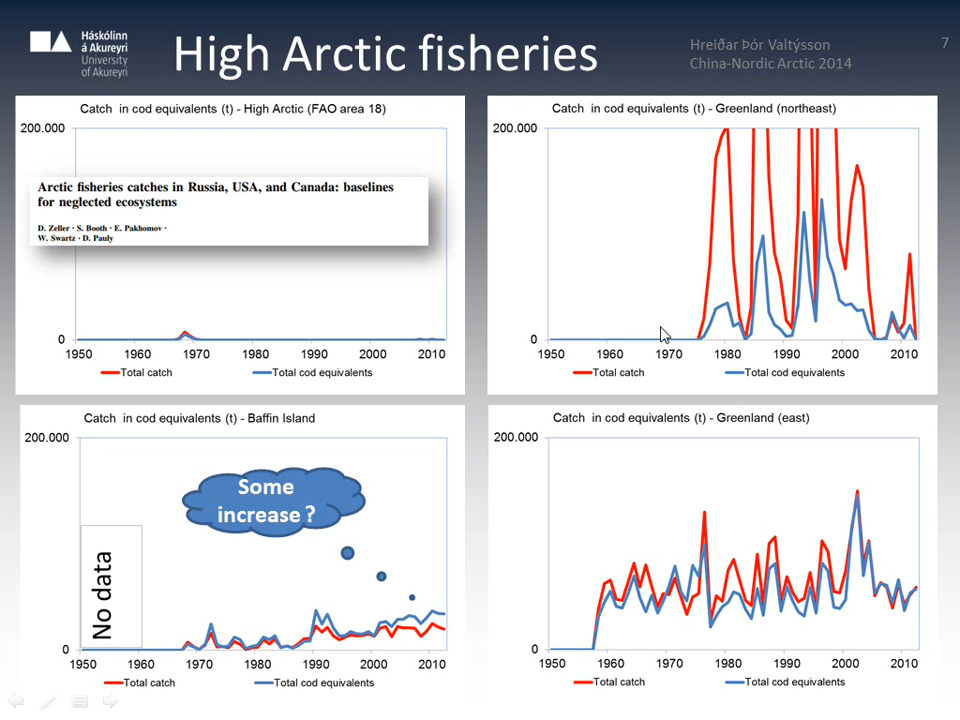 Háskólinn
á Akureyri
University
of Akureyri
High Arctic fisheries
Hreiðar Þór Valtýsson
China-Nordic Arctic 2014
7
Catch in cod equivalents (t) - High Arctic (FAO area 18)
200.000
Arctic fisheries catches in Russia, USA, and Canada: baselines
for neglected ecosystems
D. Zeller · S. Booth · E. Pakhomov ·
W. Swartz · D. Pauly
0
1950 1960 1970 1980 1990 2000 2010
Total catch Total cod equivalents
Catch in cod equivalents (t) - Greenland (northeast)
200.000
0
1950 1960 1970 1980 1990 2000 2010
Total catch Total cod equivalents
Catch in cod equivalents (t) - Baffin Island
200.000
Some
increase ?
No data
0
1950 1960 1970 1980 1990 2000 2010
Total catch Total cod equivalents
Catch in cod equivalents (t) - Greenland (east)
200.000
0
1950 1960 1970 1980 1990 2000 2010
Total catch Total cod equivalents